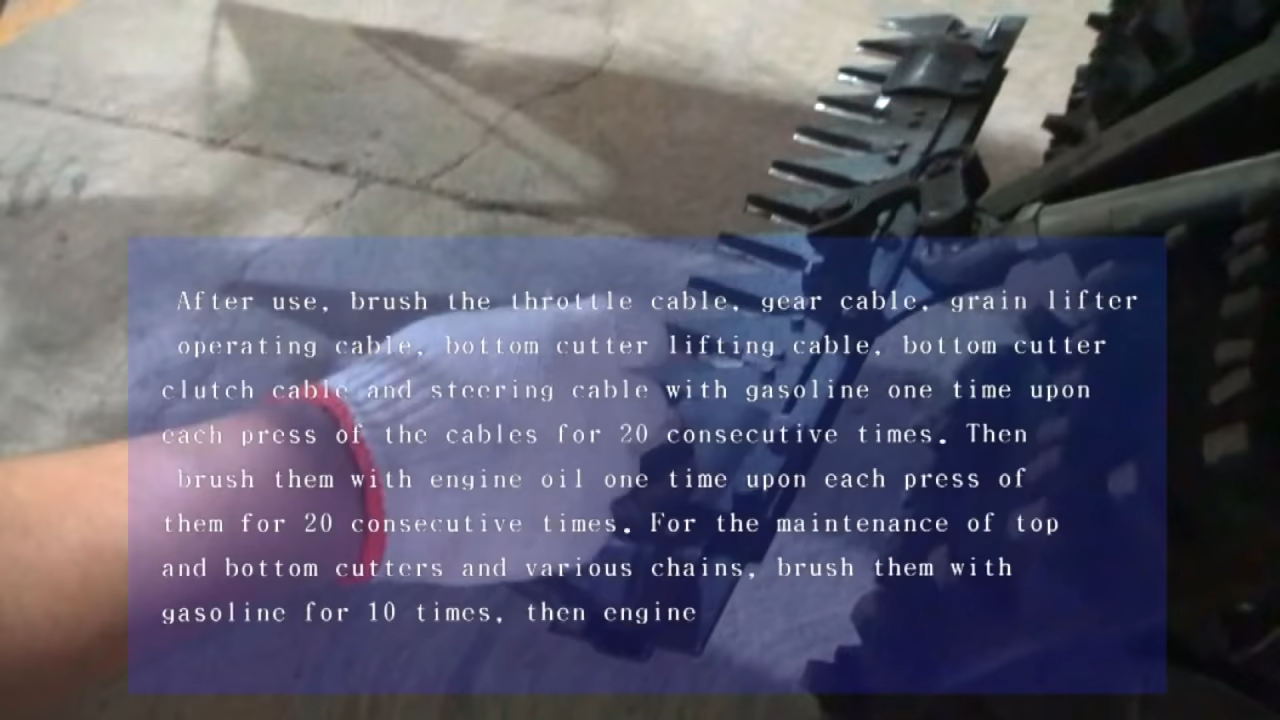 After use, brush the throttle cable, gear cable, grain lifter
operating cable, bottom cutter lifting cable, bottom cutter
clutch cable and steering cable with gasoline one time upon
each press of the cables for 20 consecutive times. Then
brush them with engine oil one time upon each press of
them for 20 consecutive times. For the maintenance of top
and bottom cutters and various chains, brush them with
gasoline for 10 times, then engine